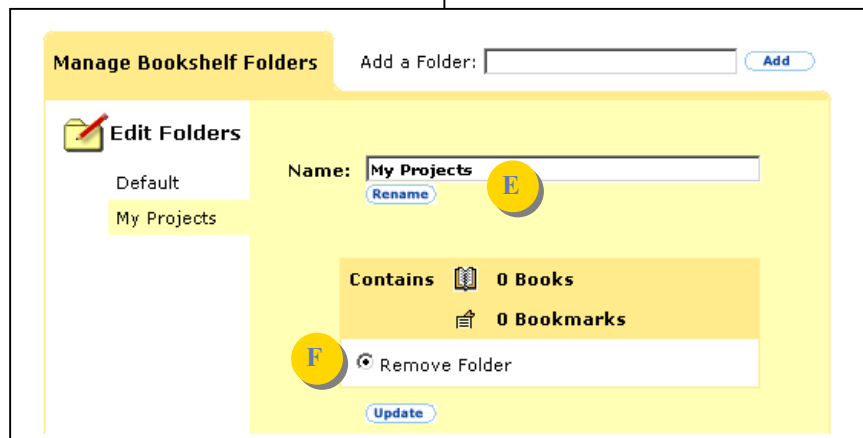 Manage Bookshelf Folders
Add a Folder:
Add
Edit Folders
Default
My Projects
Name: My Projects
E
Rename
Contains 0 Books
0 Bookmarks
F
Remove Folder
Update